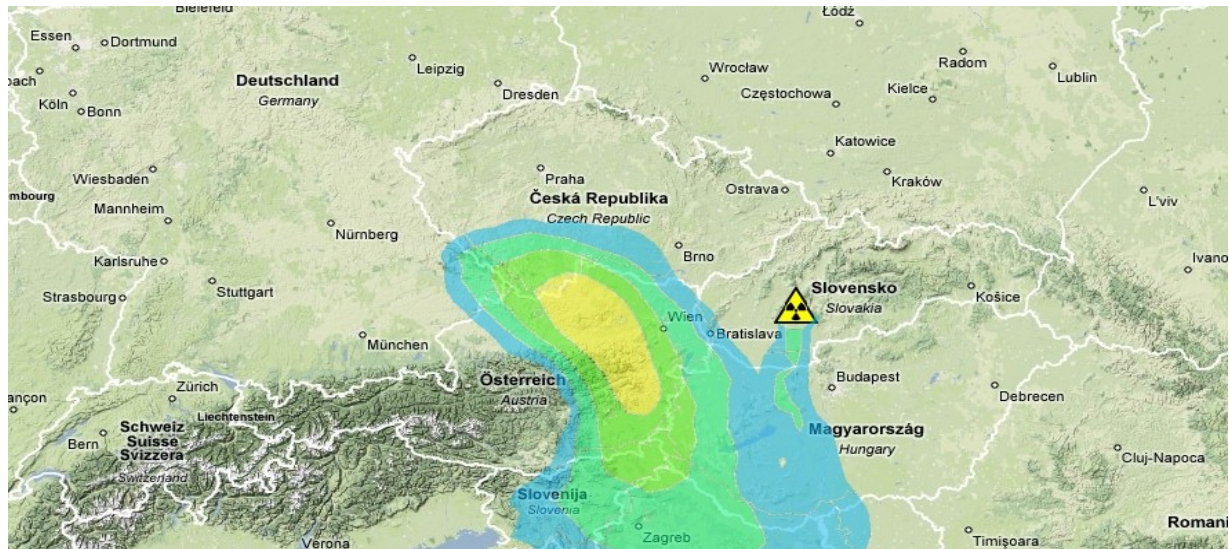 Bielefeld
Łódź
Essen
Dortmund
Leipzig
Wrocław
Radom
Lublin
Deutschland
Germany
Dresden
Częstochowa
Kielce
bach
Köln
Bonn
Katowice
Wiesbaden
Praha
Kraków
embourg
Česká Republika
Czech Republic
Ostrava
L'viv
Mannheim
Nürnberg
Brno
Karlsruhe
Ivano
Stuttgart
Slovensko
Slovakia
Košice
Strasbourg
Wien
Bratislava
München
Österreich
Austria
Budapest
Debrecen
Zürich
ançon
Liechtenstein
Bern
Schweiz
Suisse
Svizzera
Switzerland
Magyarország
Hungary
Cluj-Napoca
Slovenija
Slovenia
Zagreb
Romani
Verona
Timişoara